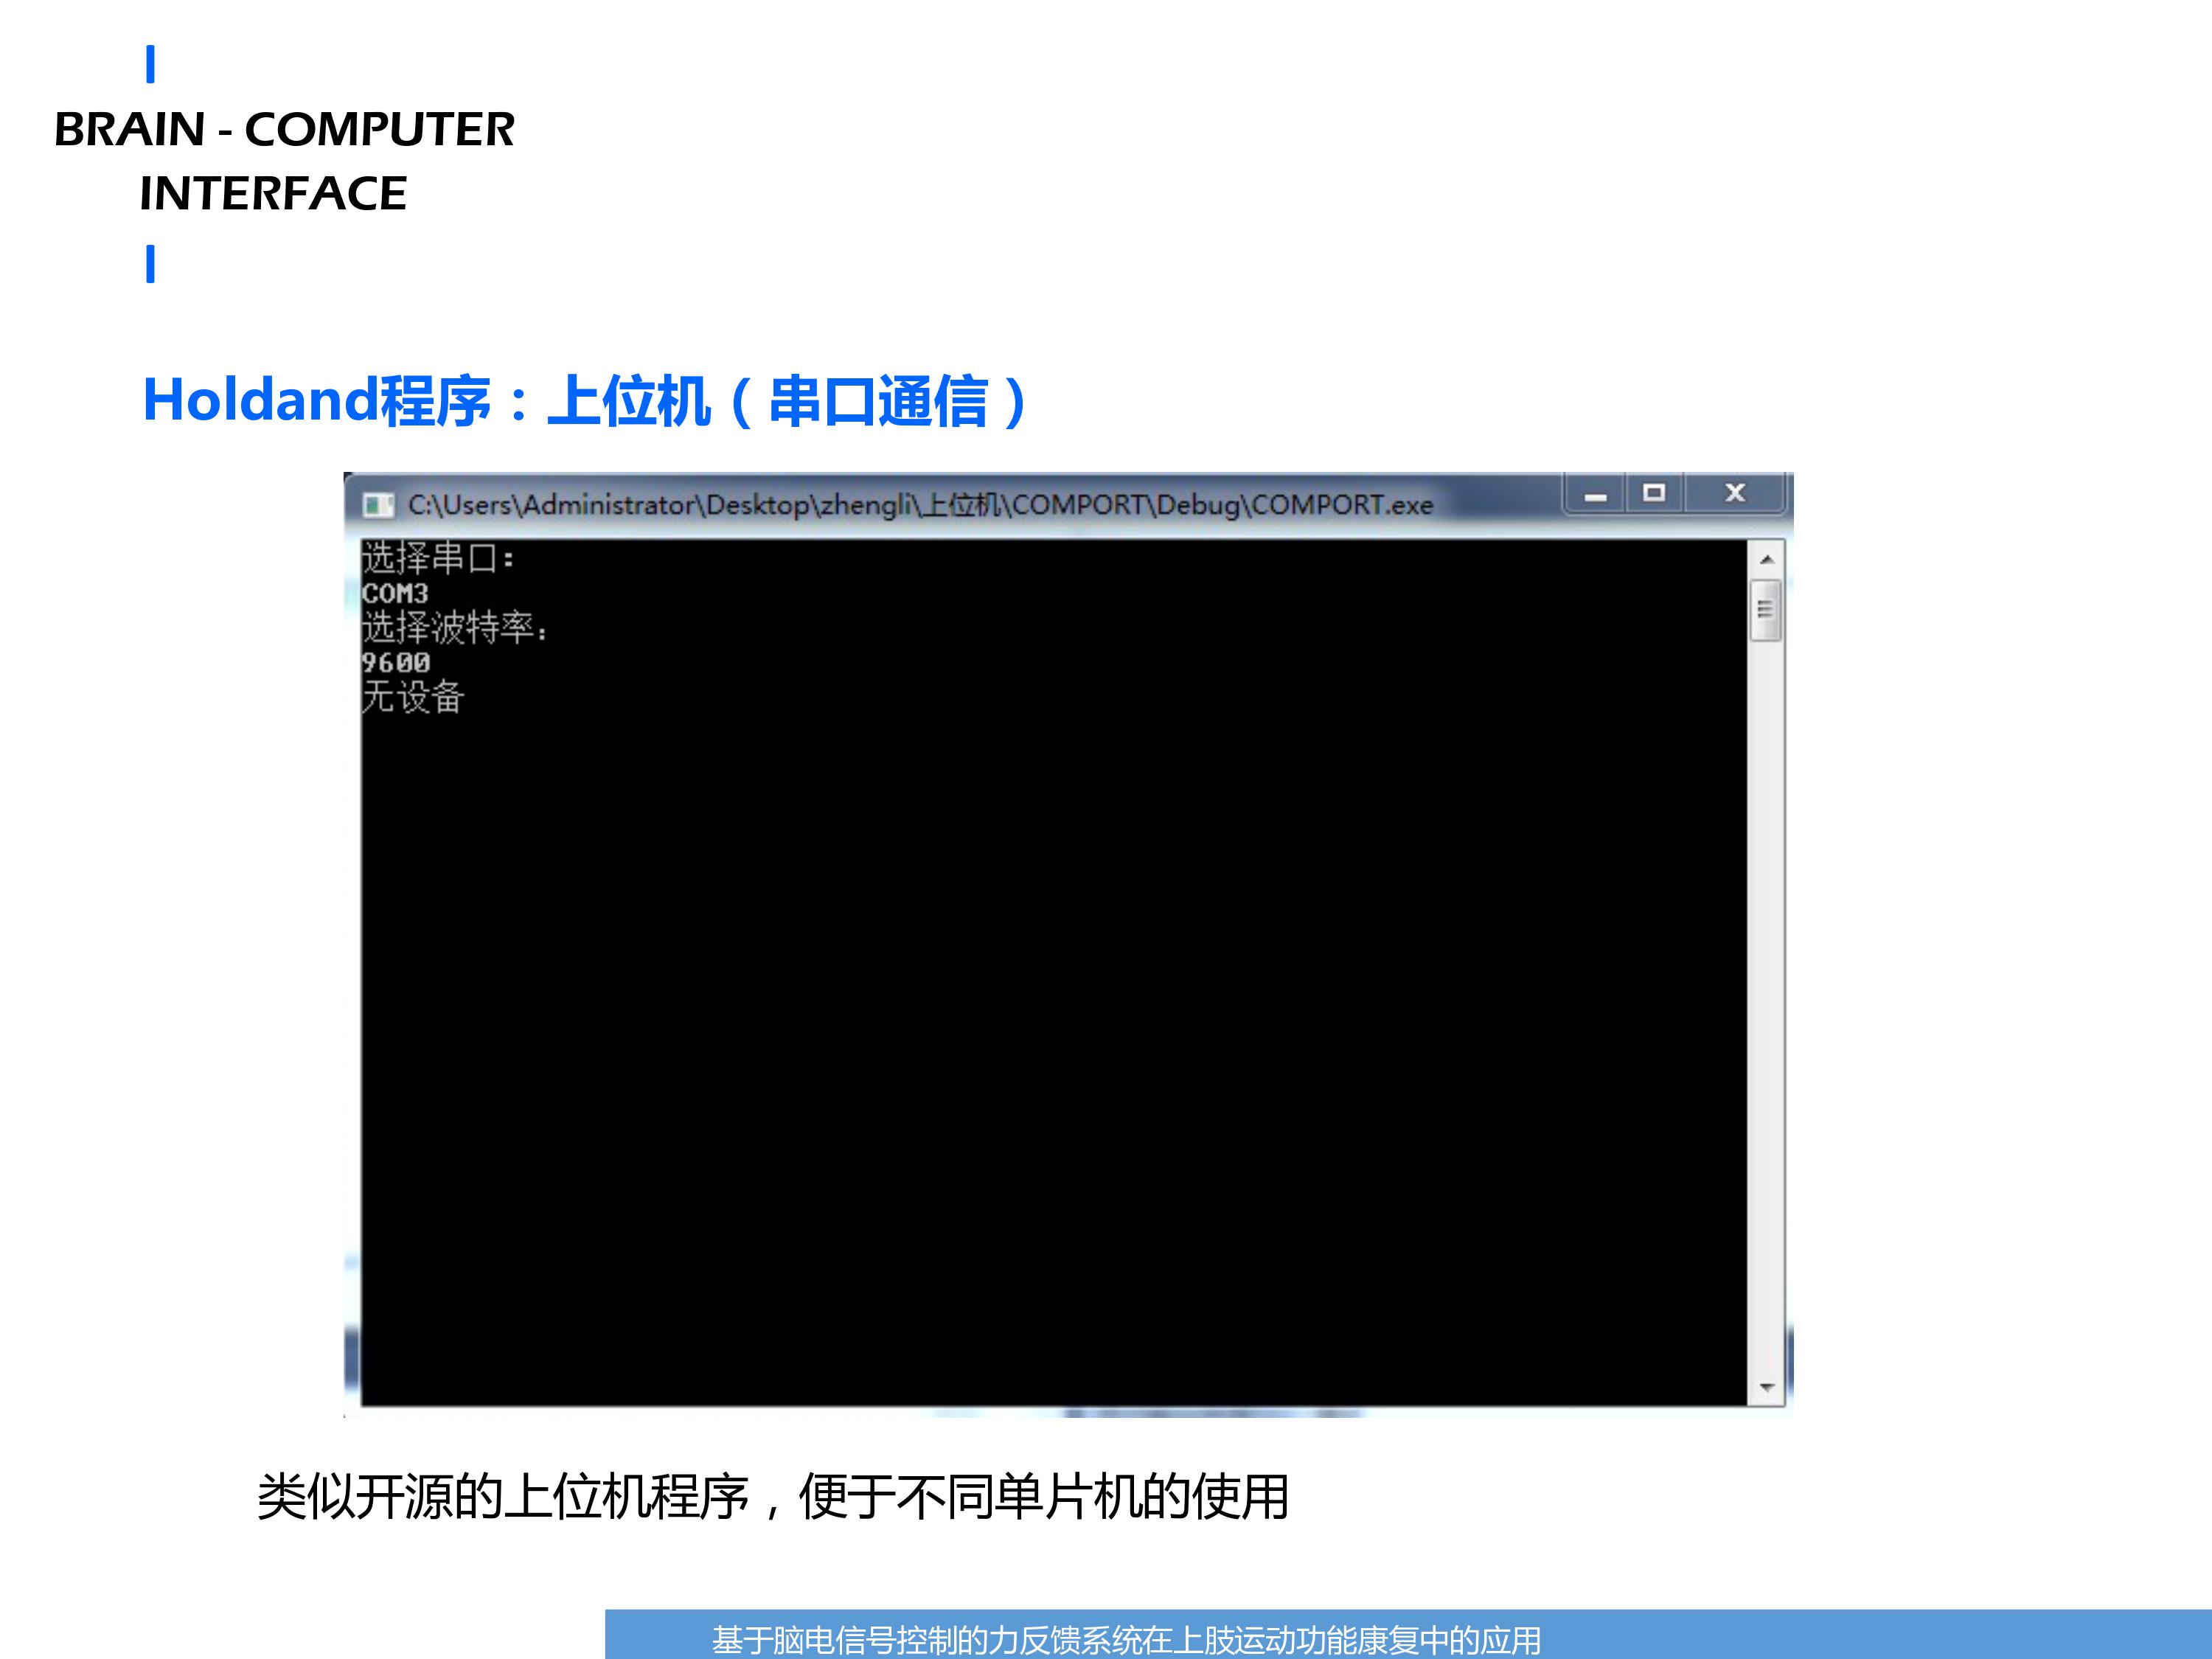 BRAIN - COMPUTER
INTERFACE
Holdand程序：上位机（串口通信）
C:\Users\Administrator\Desktop\zhengli\上位机\COMPORT\Debug\COMPORT.exe
选择串口：
COM3
选择波特率：
9600
无设备
类似开源的上位机程序，便于不同单片机的使用
基于脑电信号控制的力反馈系统在上肢运动功能康复中的应用